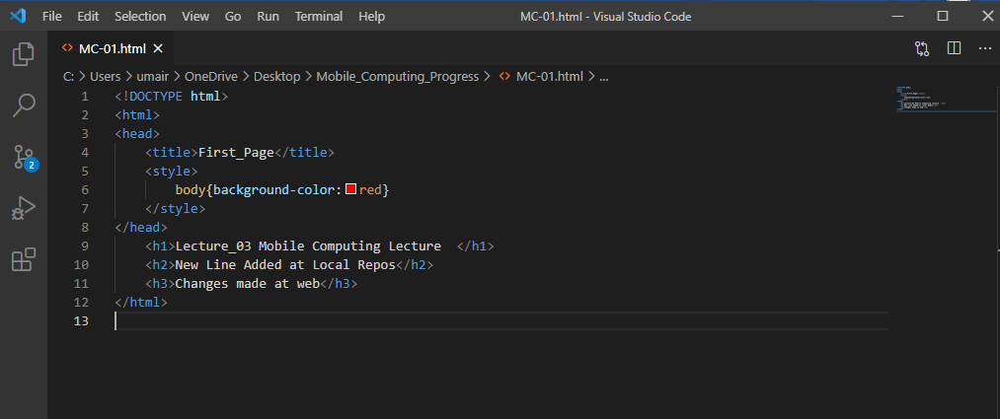 File Edit Selection View Go Run Terminal Help MC-01.html - Visual Studio Code
MC-01.html
C: > Users > umair > OneDrive > Desktop > Mobile_Computing_Progress > MC-01.html > ...
1 <!DOCTYPE html>
2 <html>
3 <head>
4 <title>First_Page</title>
5 <style>
6 body{background-color:red}
7 </style>
8 </head>
9 <h1>Lecture_03 Mobile Computing Lecture  </h1>
10 <h2>New Line Added at Local Repos</h2>
11 <h3>Changes made at web</h3>
12 </html>
13
2